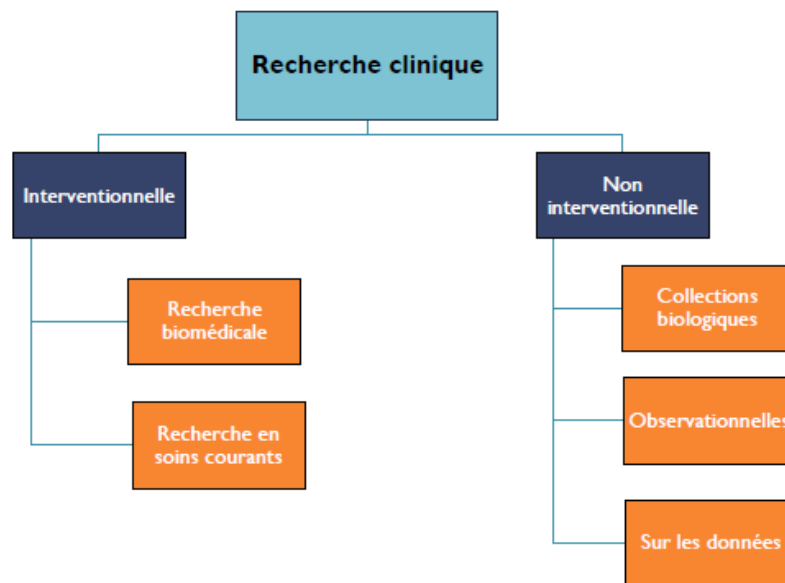 Recherche clinique
Interventionnelle
Non
interventionnelle
Recherche
biomédicale
Recherche en
soins courants
Collections
biologiques
Observationnelles
Sur les données